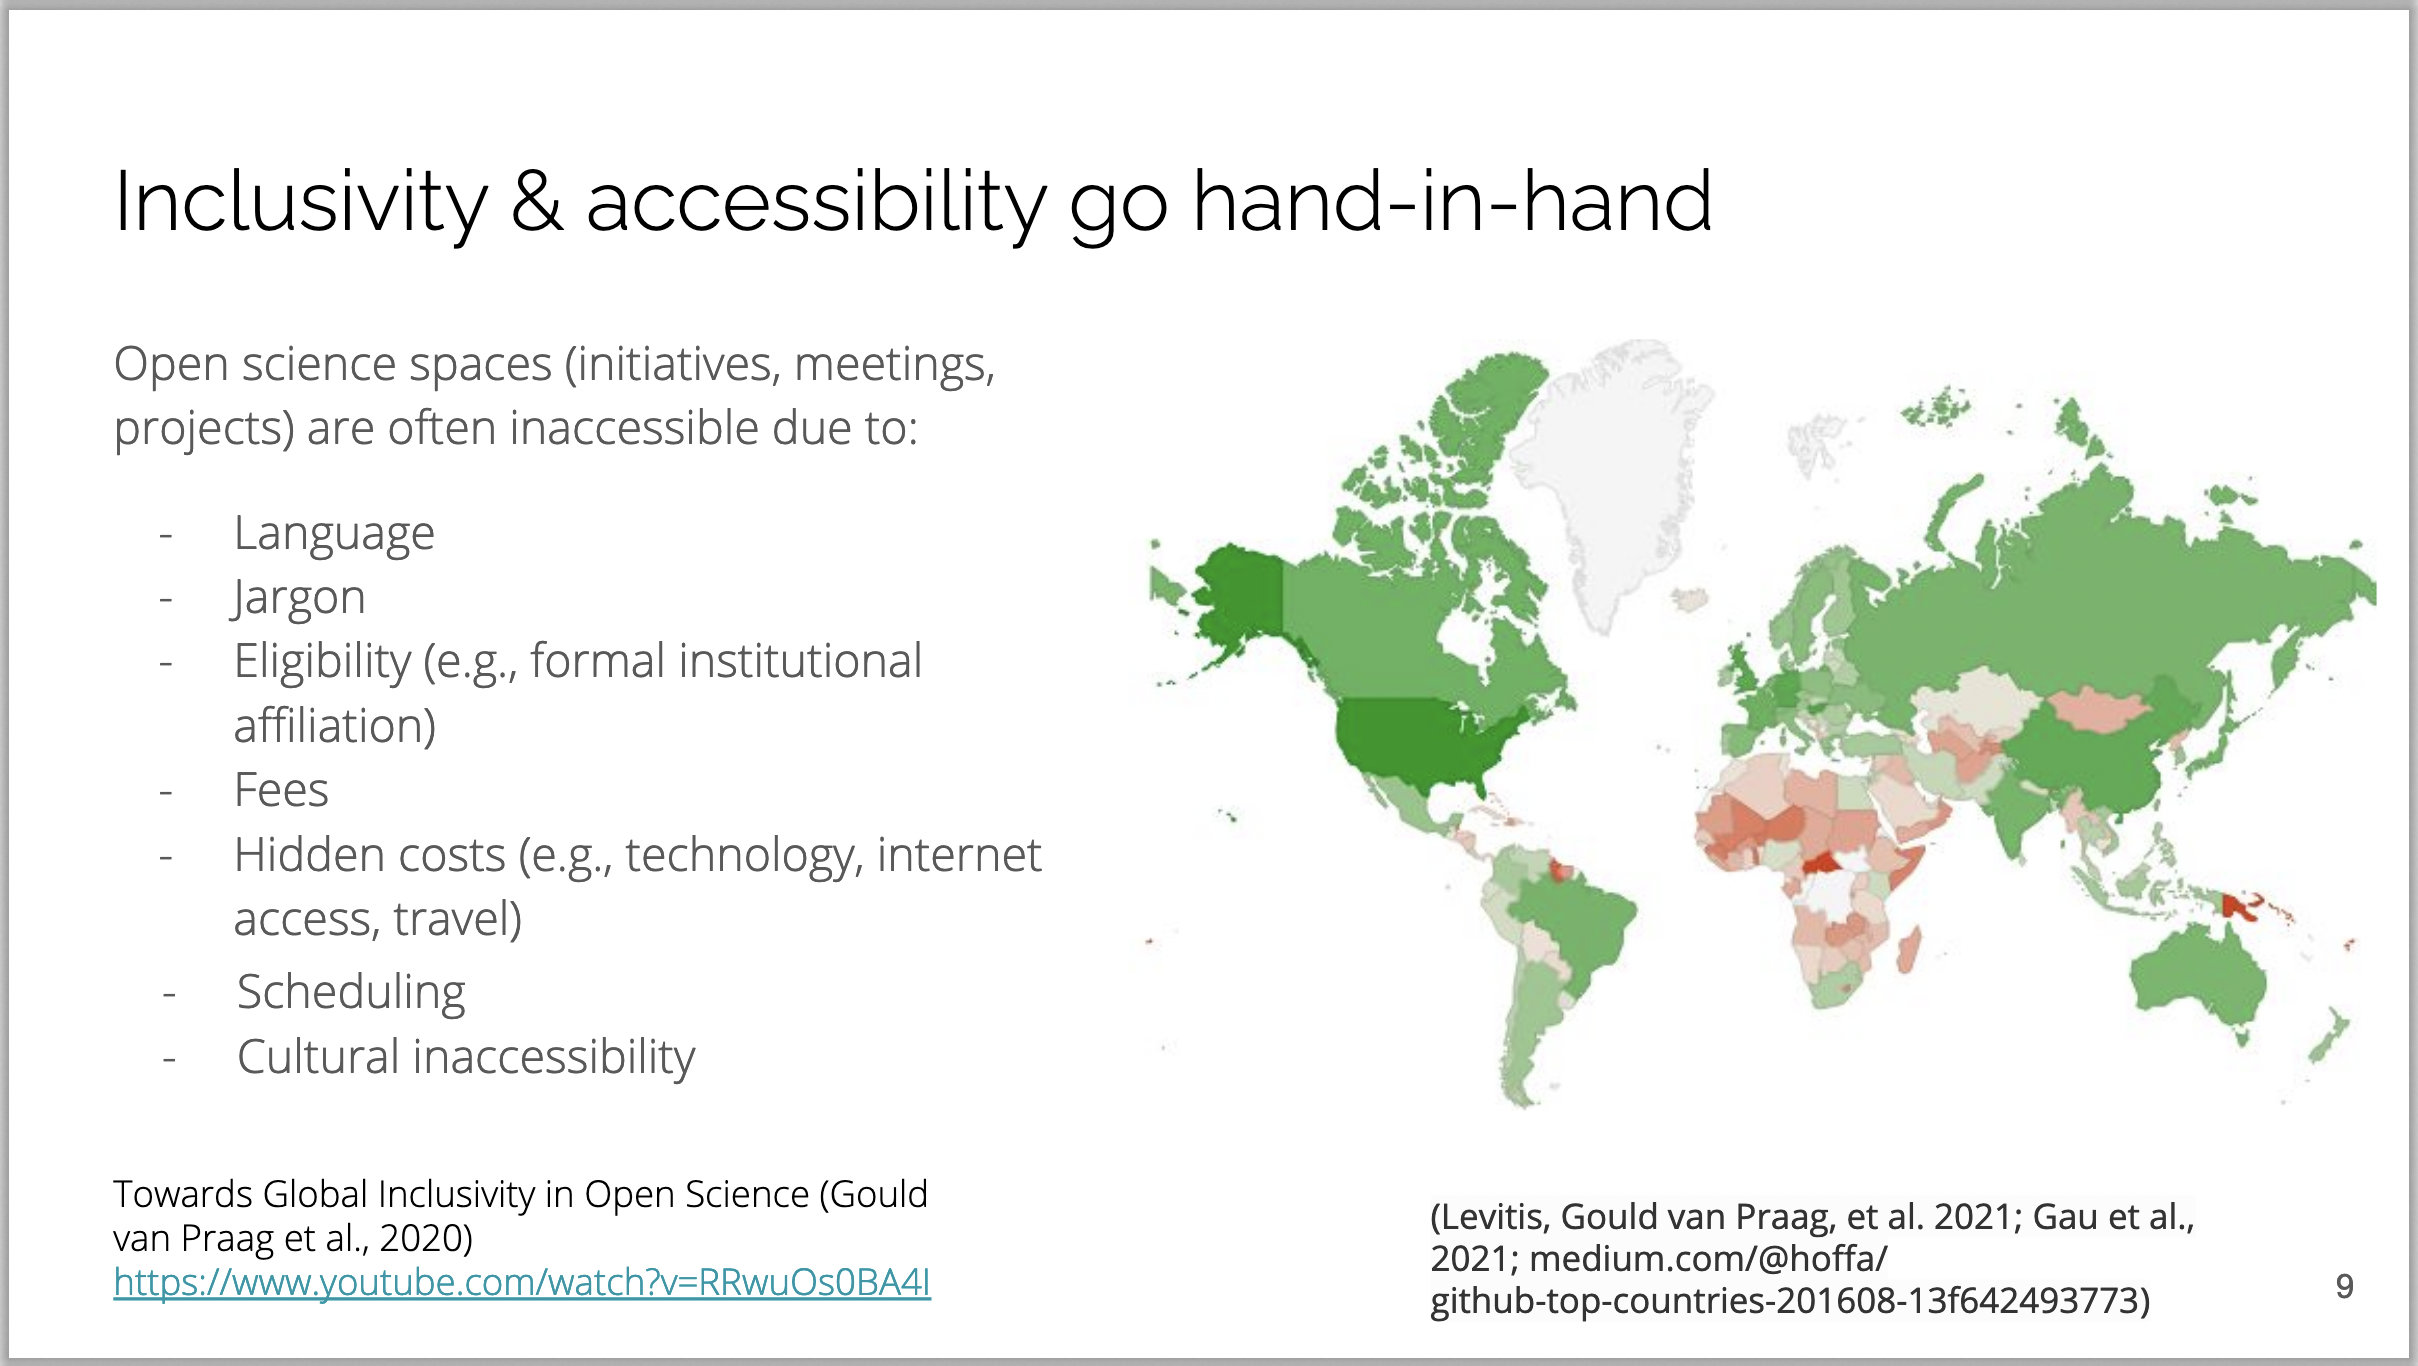 Inclusivity & accessibility go hand-in-hand
Open science spaces (initiatives, meetings,
projects) are often inaccessible due to:
- Language
- Jargon
- Eligibility (e.g., formal institutional
affiliation)
- Fees
- Hidden costs (e.g., technology, internet
access, travel)
- Scheduling
- Cultural inaccessibility
Towards Global Inclusivity in Open Science (Gould
van Praag et al., 2020)
https://www.youtube.com/watch?v=RRwuOs0BA4I
(Levitis, Gould van Praag, et al. 2021; Gau et al.,
2021; medium.com/@hoffa/
github-top-countries-201608-13f642493773)
9